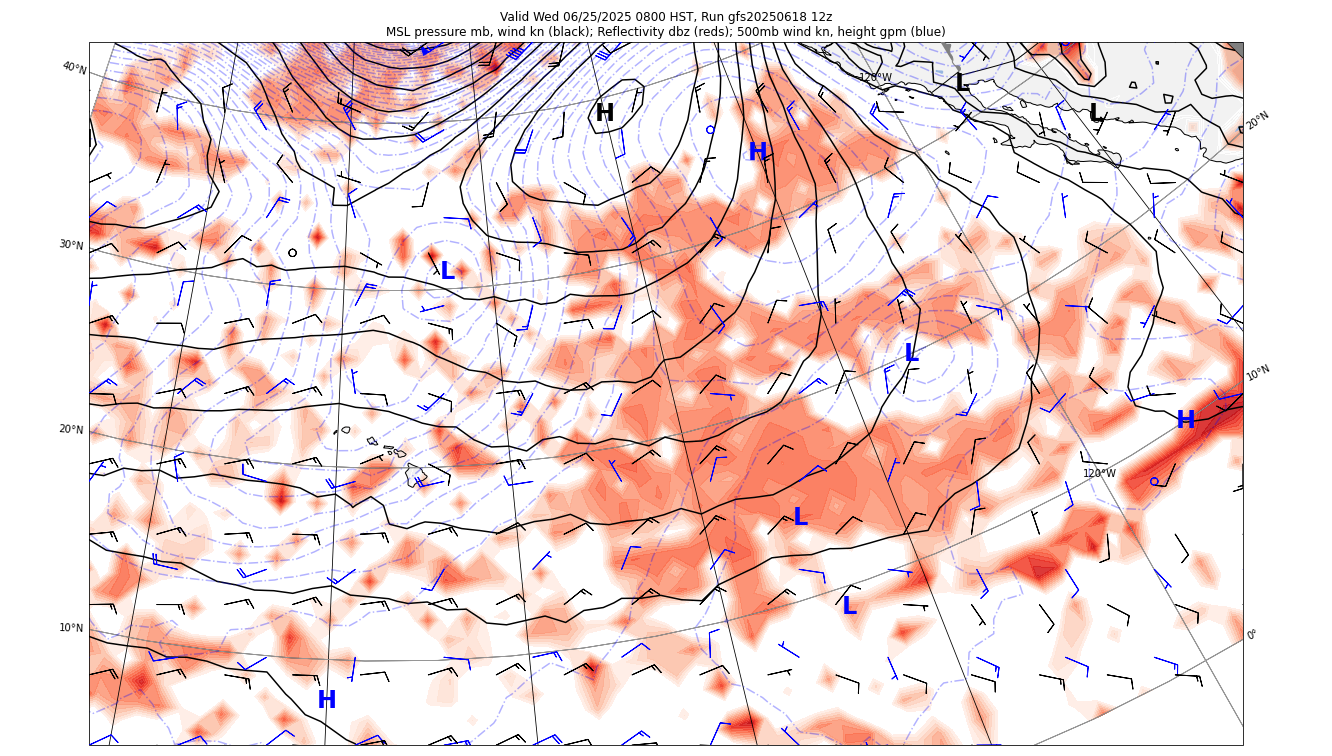 Valid Wed 06/25/2025 0800 HST, Run gfs20250618 12z
MSL pressure mb, wind kn (black); Reflectivity dbz (reds); 500mb wind kn, height gpm (blue)
40°N
120°W
L
H
L
20°N
H
30°N
L
L
10°N
H
20°N
120°W
L
L
10°N
0°
H